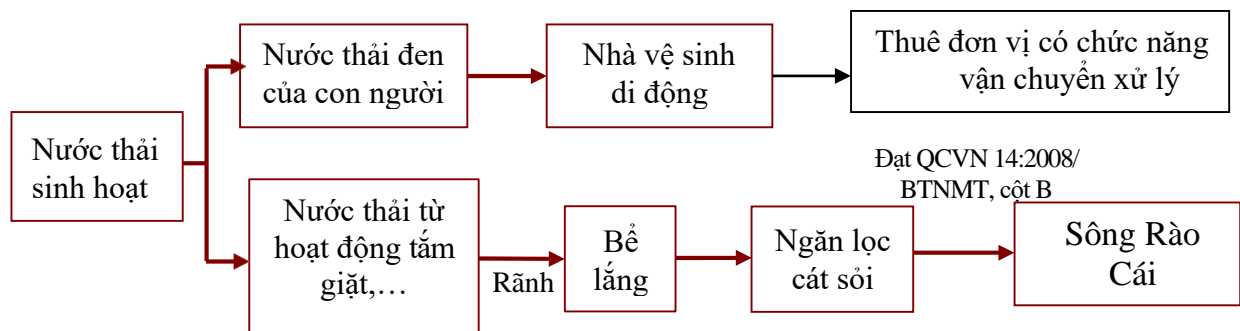 Nước thải
sinh hoạt
Nước thải đen
của con người
Nhà vệ sinh
di động
Thuê đơn vị có chức năng
vận chuyển xử lý
Nước thải từ
hoạt động tắm
giặt,…
Rãnh
Bể
lắng
Ngăn lọc
cát sỏi
Đạt QCVN 14:2008/
BTNMT, cột B
Sông Rào
Cái